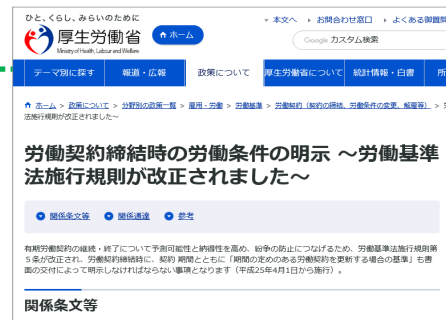 ひと、くらし、みらいのために
厚生労働省
Ministry of Health, Labour and Welfare
ホーム
本文へ お問合わせ窓口 よくある御質問
Google カスタム検索
テーマ別に探す 報道・広報 政策について 厚生労働省について 統計情報・白書 所
ホーム > 政策について > 分野別の政策一覧 > 雇用・労働 > 労働基準 > 労働契約（契約の締結、労働条件の変更、解雇等） >
法施行規則が改正されました～
労働契約締結時の労働条件の明示 ～労働基準
法施行規則が改正されました～
関係条文等 関係通達 参考
有期労働契約の継続・終了について予測可能性と納得性を高め、紛争の防止につなげるため、労働基準法施行規則第
５条が改正され、労働契約締結時に、契約期間とともに「期間の定めのある労働契約を更新する場合の基準」も書
面の交付によって明示しなければならない事項となります（平成25年4月1日から施行）。
関係条文等